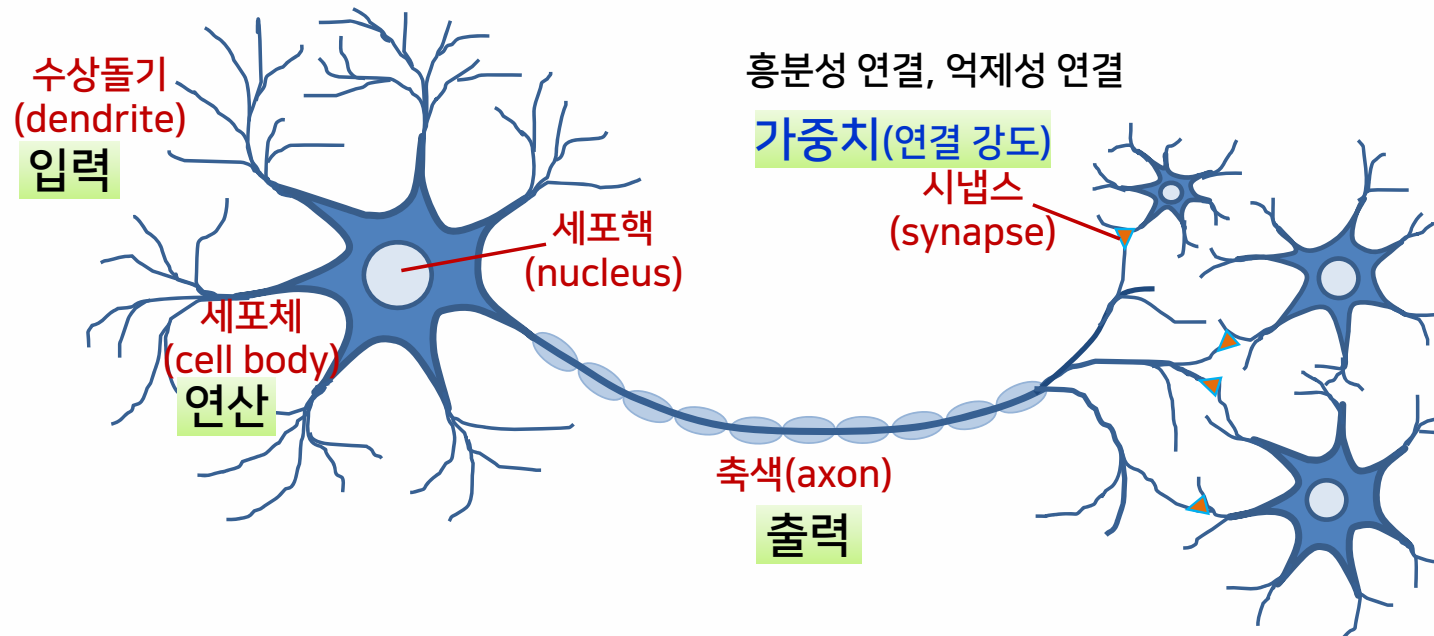 수상돌기
(dendrite)
입력
세포핵
(nucleus)
세포체
(cell body)
연산
축색(axon)
출력
흥분성 연결, 억제성 연결
가중치(연결 강도)
시냅스
(synapse)